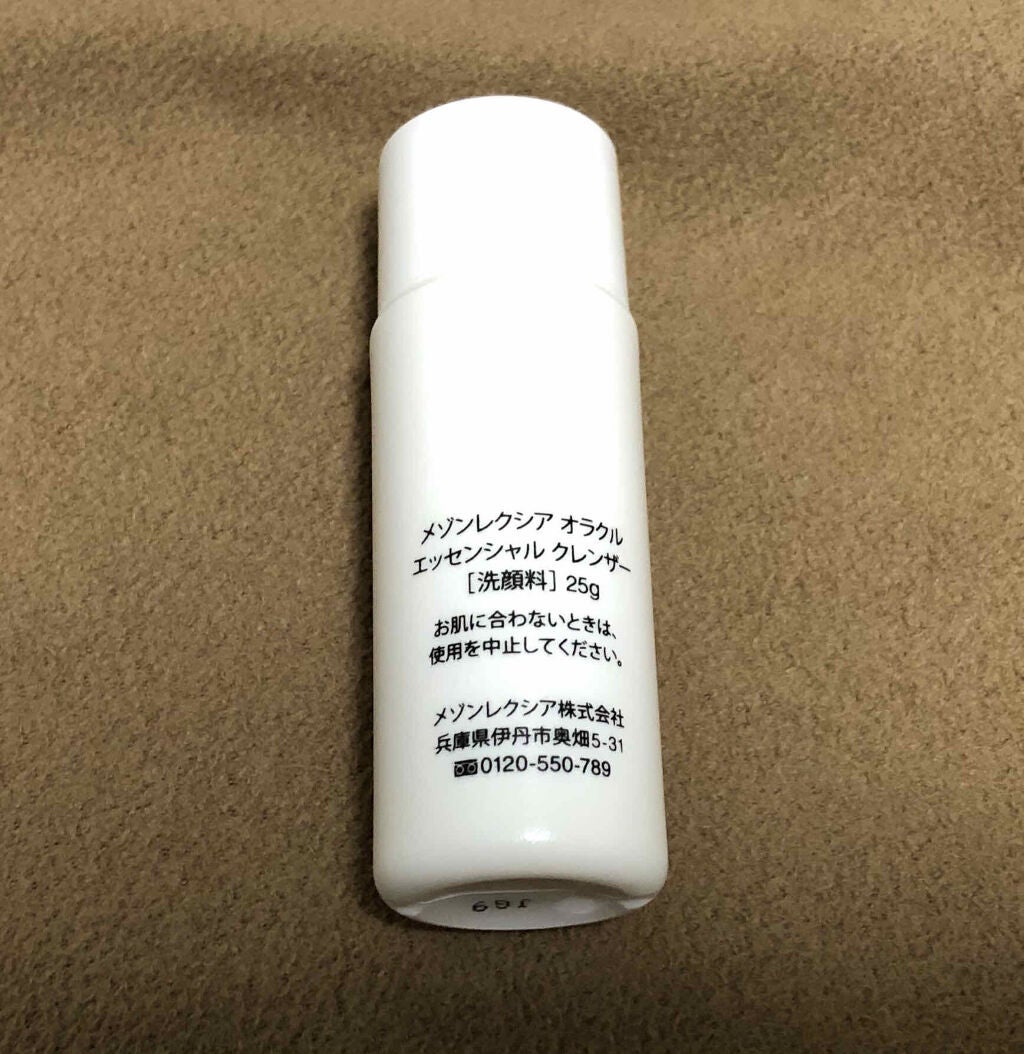 メゾンレクシア オラクル
エッセンシャル クレンザー
［洗顔料］ 25g
お肌に合わないときは、
使用を中止してください。
メゾンレクシア株式会社
兵庫県伊丹市奥畑5-31
0120-550-789